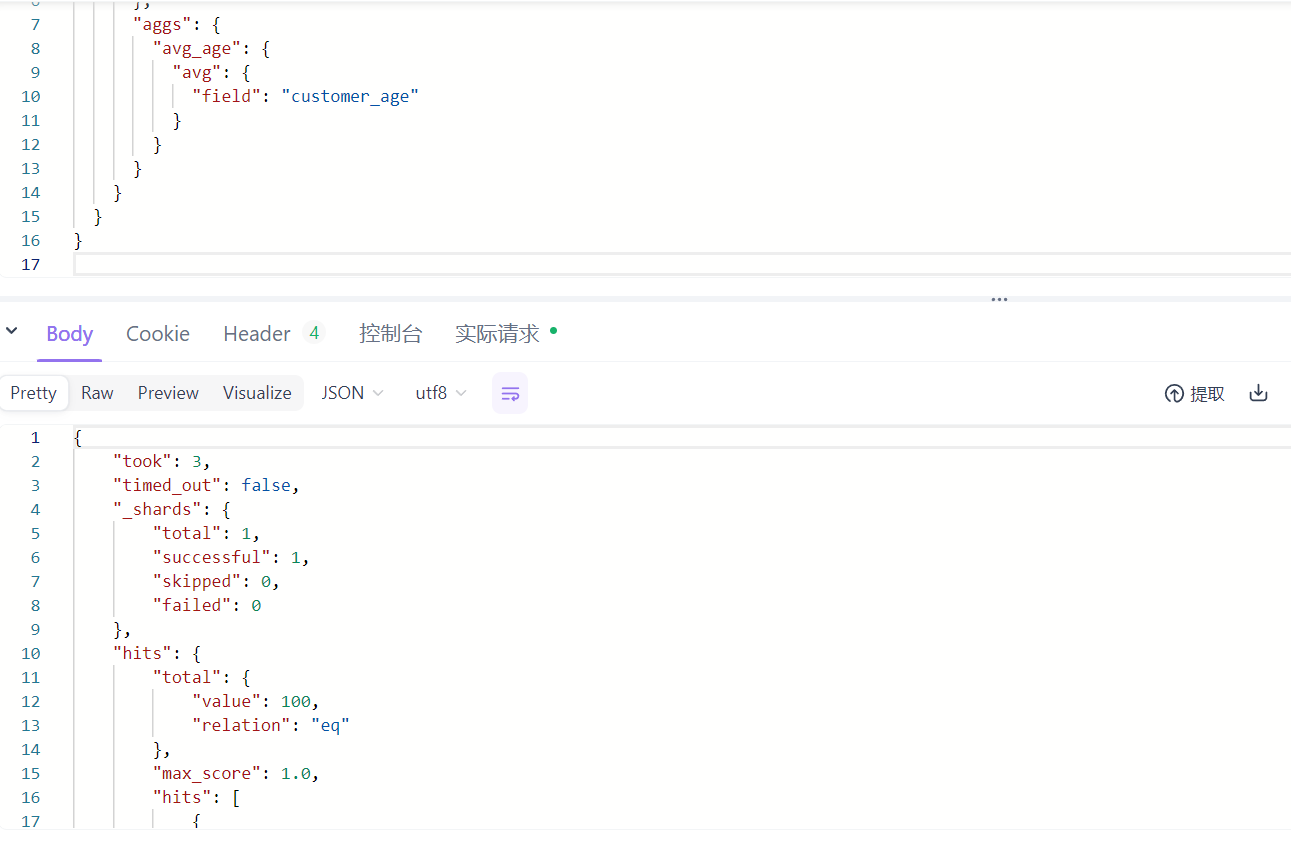 },
7 "aggs": {
8 "avg_age": {
9 "avg": {
10 "field": "customer_age"
11 }
12 }
13 }
14 }
15 }
16 }
17
Body Cookie Header 4 控制台 实际请求
Pretty Raw Preview Visualize JSON utf8 提取
1 {
2 "took": 3,
3 "timed_out": false,
4 "_shards": {
5 "total": 1,
6 "successful": 1,
7 "skipped": 0,
8 "failed": 0
9 },
10 "hits": {
11 "total": {
12 "value": 100,
13 "relation": "eq"
14 },
15 "max_score": 1.0,
16 "hits": [
17 {